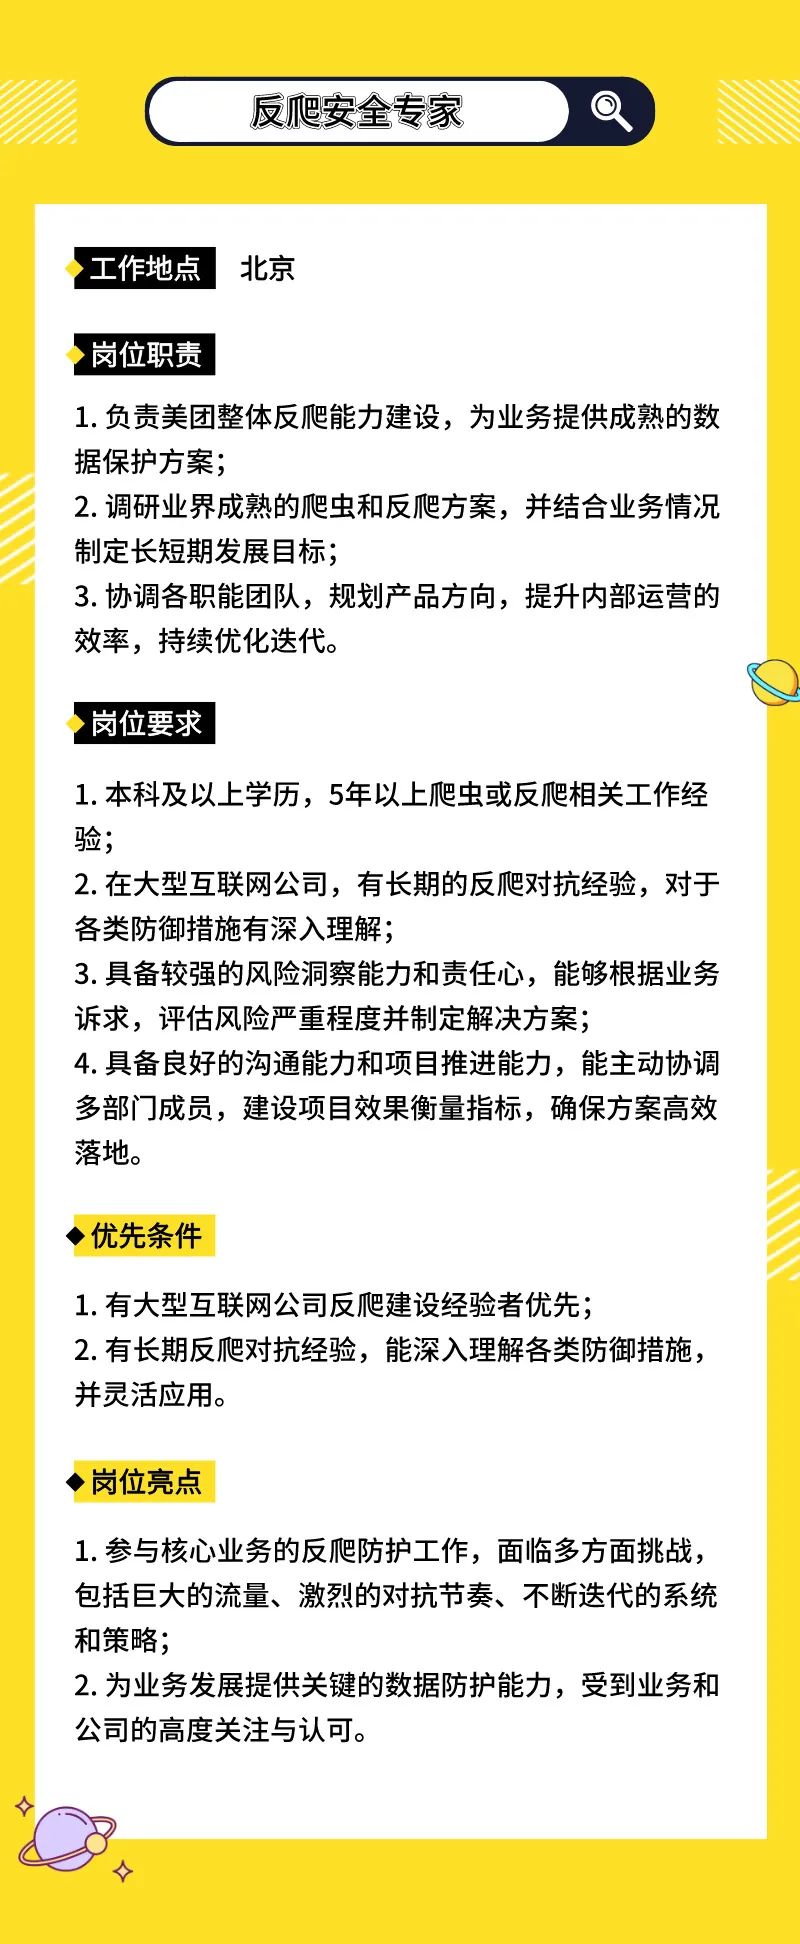 反爬安全专家
工作地点 北京
岗位职责
1. 负责美团整体反爬能力建设，为业务提供成熟的数
据保护方案；
2. 调研业界成熟的爬虫和反爬方案，并结合业务情况
制定长短期发展目标；
3. 协调各职能团队，规划产品方向，提升内部运营的
效率，持续优化迭代。
岗位要求
1. 本科及以上学历，5年以上爬虫或反爬相关工作经
验；
2. 在大型互联网公司，有长期的反爬对抗经验，对于
各类防御措施有深入理解；
3. 具备较强的风险洞察能力和责任心，能够根据业务
诉求，评估风险严重程度并制定解决方案；
4. 具备良好的沟通能力和项目推进能力，能主动协调
多部门成员，建设项目效果衡量指标，确保方案高效
落地。
优先条件
1. 有大型互联网公司反爬建设经验者优先；
2. 有长期反爬对抗经验，能深入理解各类防御措施，
并灵活应用。
岗位亮点
1. 参与核心业务的反爬防护工作，面临多方面挑战，
包括巨大的流量、激烈的对抗节奏、不断迭代的系统
和策略；
2. 为业务发展提供关键的数据防护能力，受到业务和
公司的高度关注与认可。